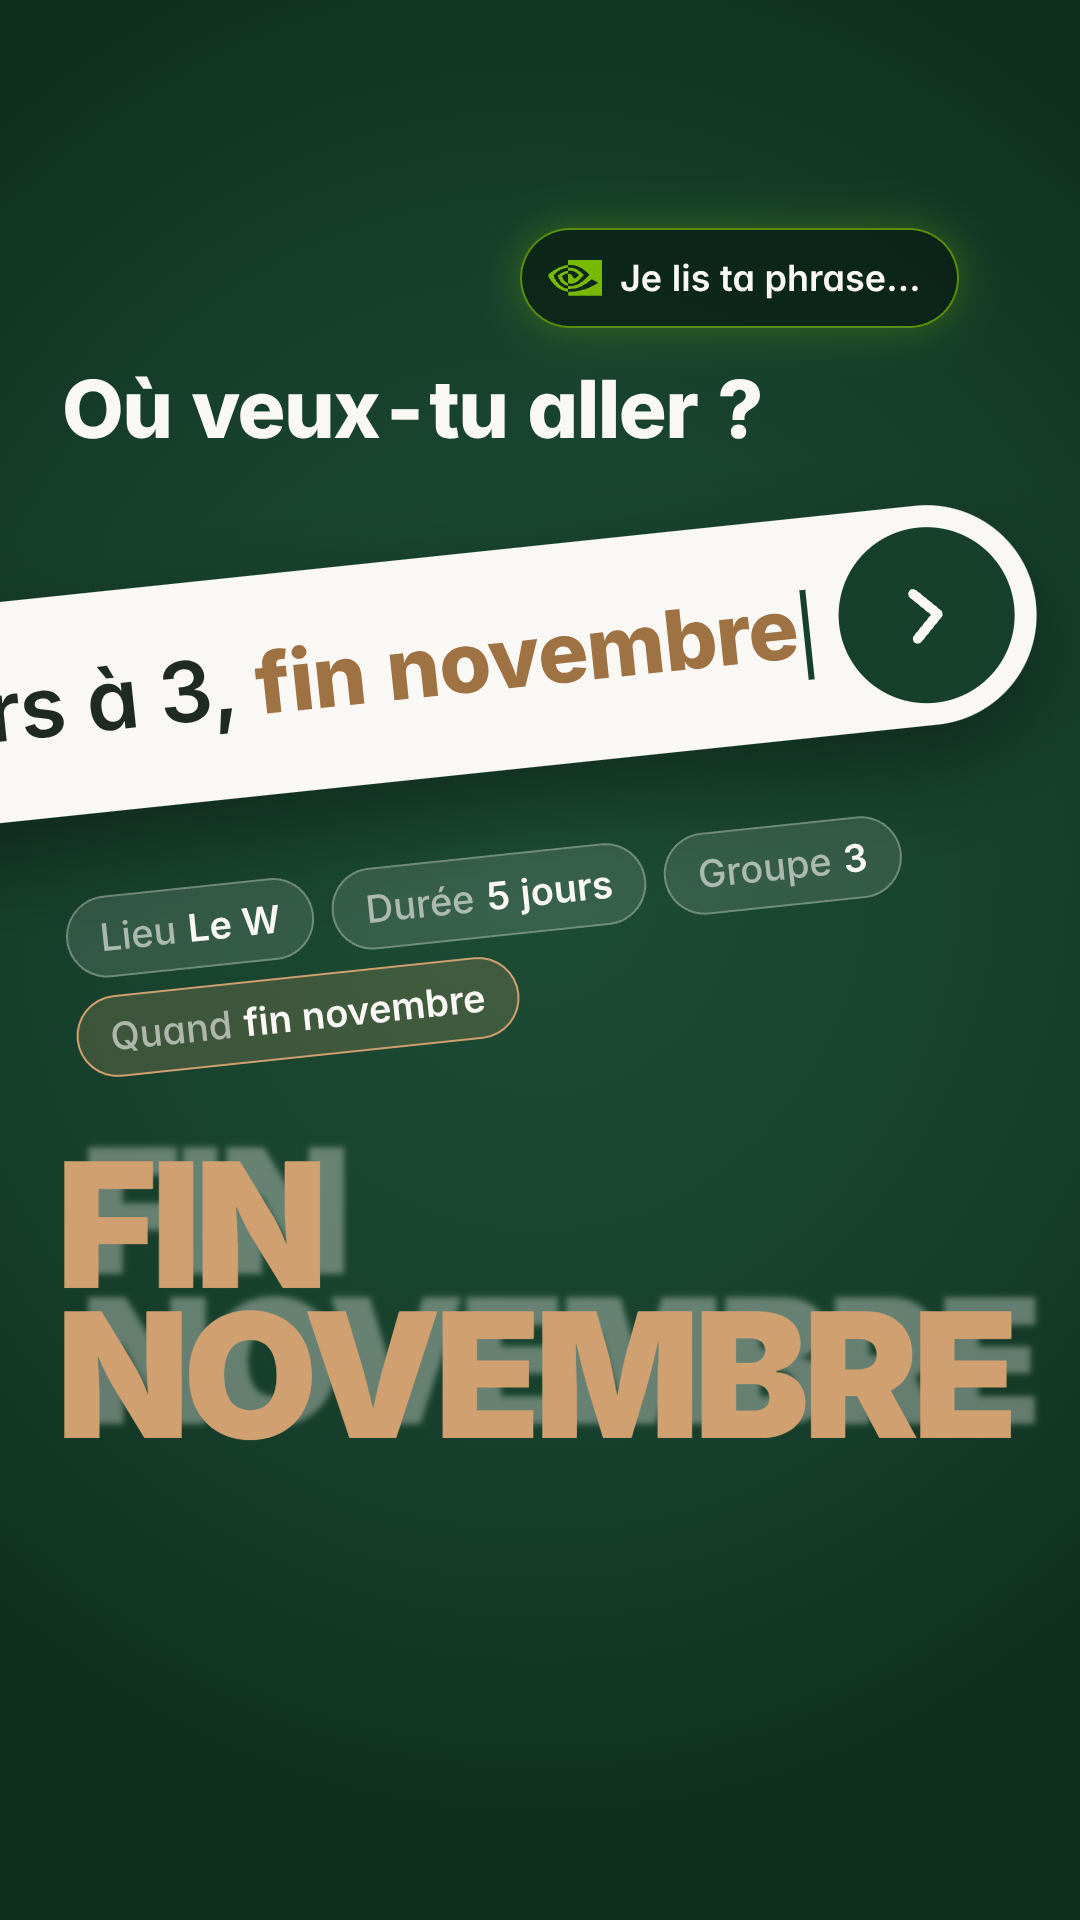 Je lis ta phrase...
Où veux-tu aller ?
rs à 3, fin novembre
Lieu Le W
Durée 5 jours
Groupe 3
Quand fin novembre
FIN
NOVEMBRE